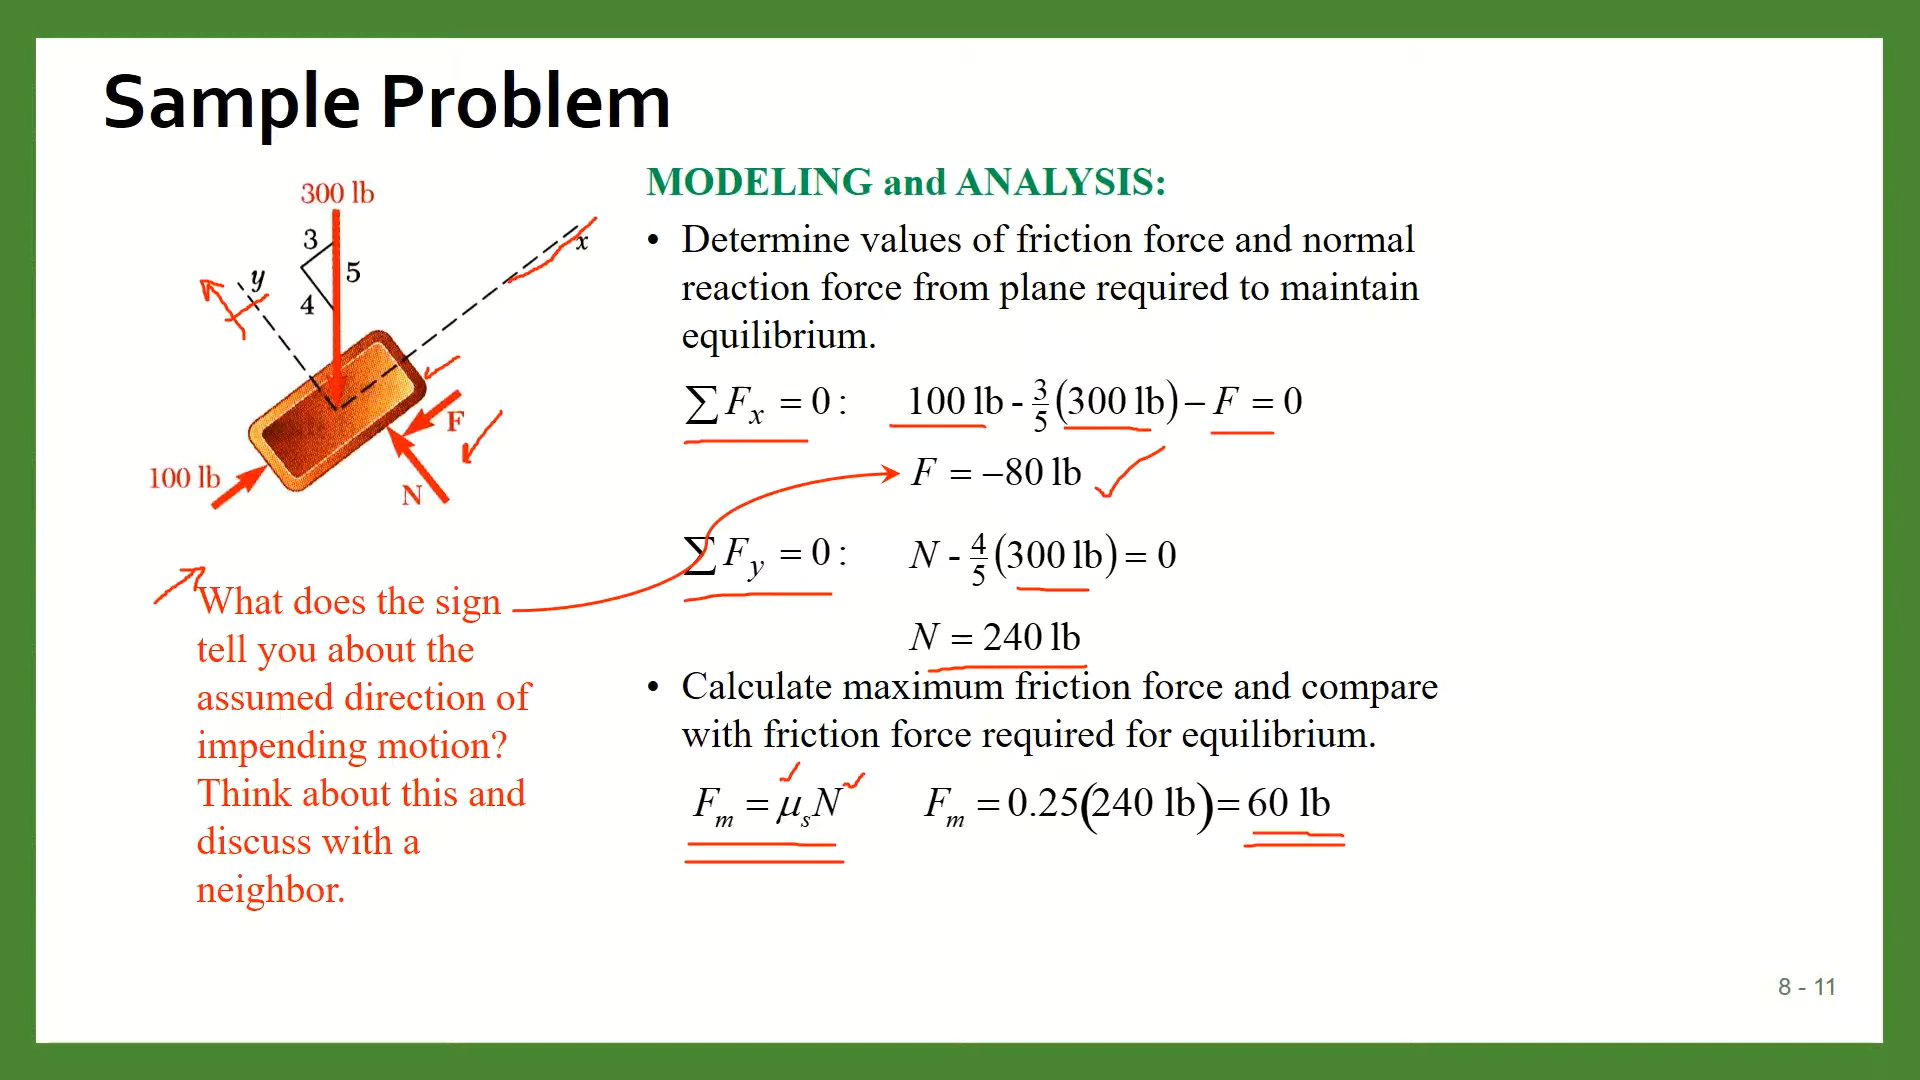 Sample Problem
300 lb
3
5
4
y
x
F
100 lb
N
What does the sign
tell you about the
assumed direction of
impending motion?
Think about this and
discuss with a
neighbor.
MODELING and ANALYSIS:
• Determine values of friction force and normal
reaction force from plane required to maintain
equilibrium.
∑ Fₓ = 0 : 100 lb - 3/5 (300 lb) – F = 0
F = –80 lb
∑ F_y = 0 : N - 4/5 (300 lb) = 0
N = 240 lb
• Calculate maximum friction force and compare
with friction force required for equilibrium.
Fₘ = μₛN Fₘ = 0.25(240 lb) = 60 lb
8 - 11